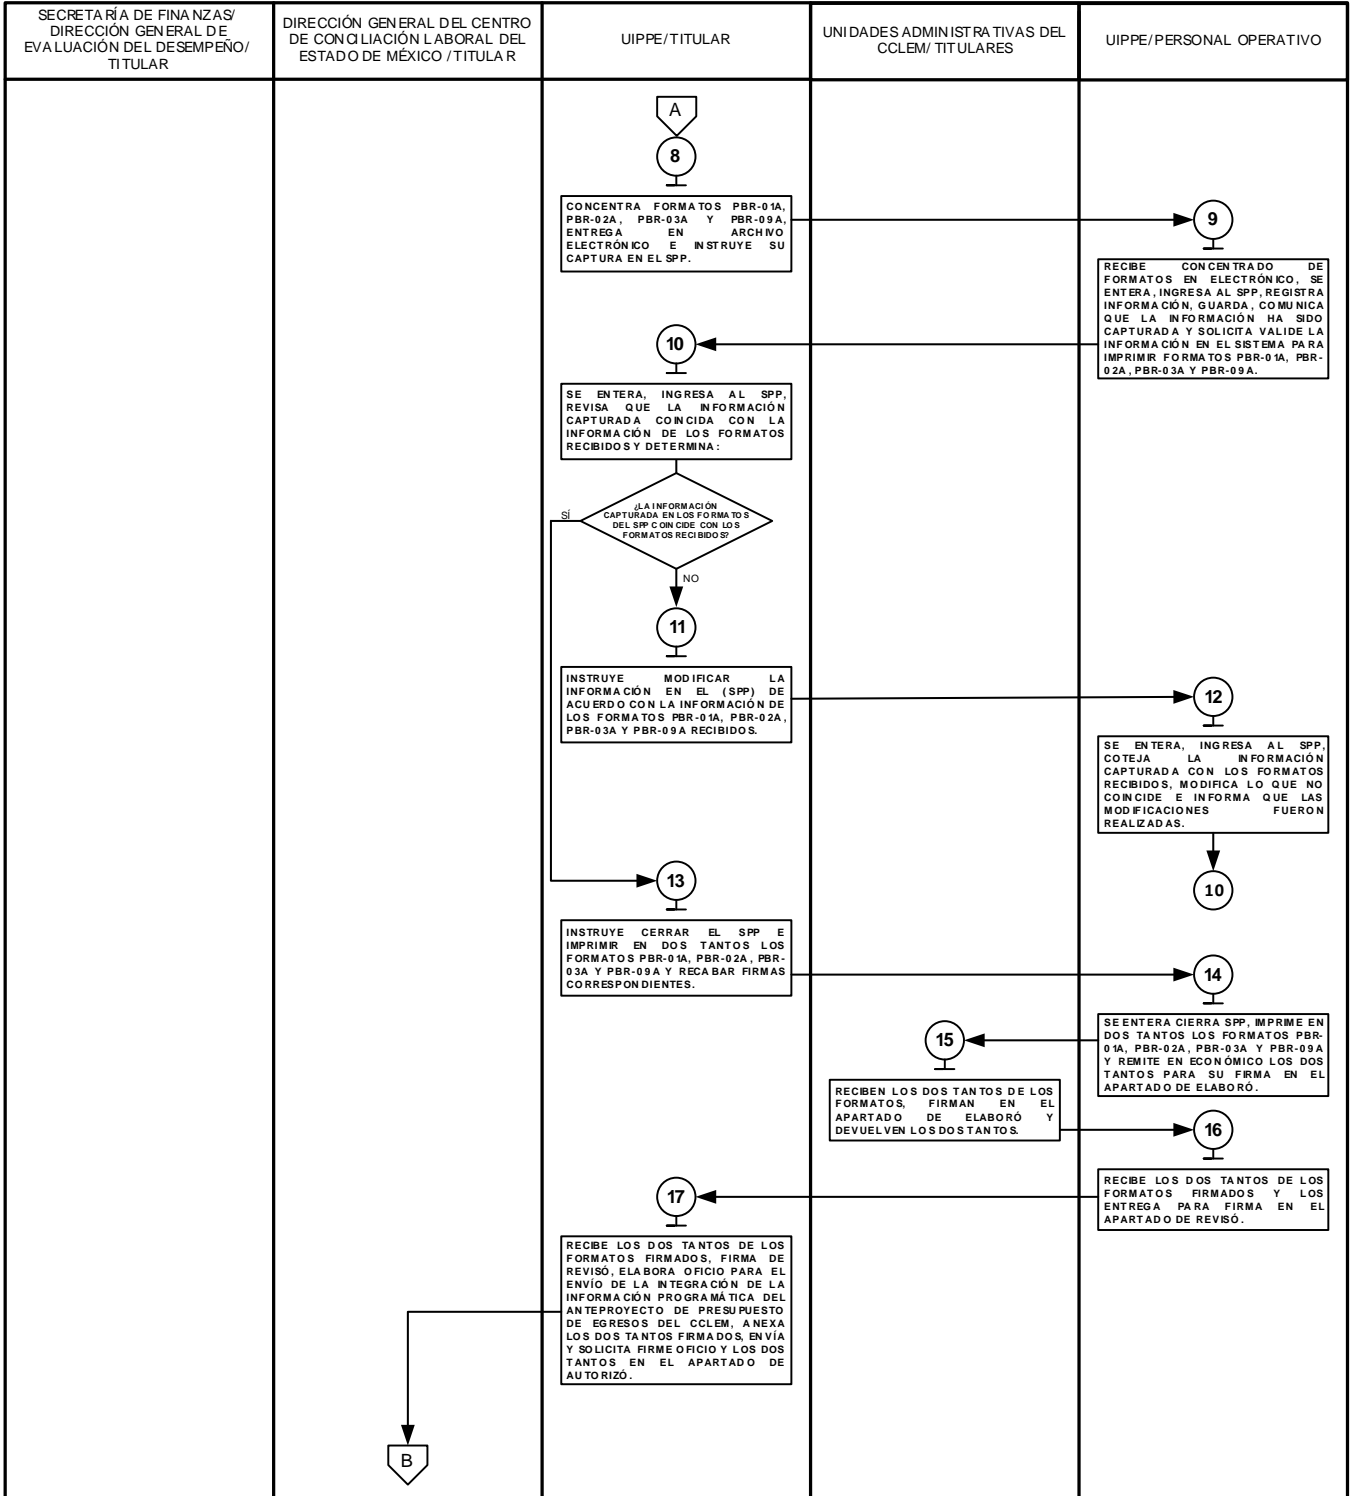 SECRETARÍA DE FINANZAS/
DIRECCIÓN GENERAL DE
EVALUACIÓN DEL DESEMPEÑO/
TITULAR
DIRECCIÓN GENERAL DEL CENTRO
DE CONCILIACIÓN LABORAL DEL
ESTADO DE MÉXICO / TITULAR
UIPPE/TITULAR
UNIDADES ADMINISTRATIVAS DEL
CCLEM/ TITULARES
UIPPE/PERSONAL OPERATIVO
A
8
CONCENTRA FORMATOS PBR-01A,
PBR-02A, PBR-03A Y PBR-09A,
ENTREGA EN ARCHIVO
ELECTRÓNICO E INSTRUYE SU
CAPTURA EN EL SPP.
9
RECIBE CONCENTRADO DE
FORMATOS EN ELECTRÓNICO, SE
ENTERA, INGRESA AL SPP, REGISTRA
INFORMACIÓN, GUARDA, COMUNICA
QUE LA INFORMACIÓN HA SIDO
CAPTURADA Y SOLICITA VALIDE LA
INFORMACIÓN EN EL SISTEMA PARA
IMPRIMIR FORMATOS PBR-01A, PBR-
02A, PBR-03A Y PBR-09A.
10
SE ENTERA, INGRESA AL SPP,
REVISA QUE LA INFORMACIÓN
CAPTURADA COINCIDA CON LA
INFORMACIÓN DE LOS FORMATOS
RECIBIDOS Y DETERMINA:
¿LA INFORMACIÓN
CAPTURADA EN LOS FORMATOS
DEL SPP COINCIDE CON LOS
FORMATOS RECIBIDOS?
SÍ
NO
11
INSTRUYE MODIFICAR LA
INFORMACIÓN EN EL (SPP) DE
ACUERDO CON LA INFORMACIÓN DE
LOS FORMATOS PBR-01A, PBR-02A,
PBR-03A Y PBR-09A RECIBIDOS.
12
SE ENTERA, INGRESA AL SPP,
COTEJA LA INFORMACIÓN
CAPTURADA CON LOS FORMATOS
RECIBIDOS, MODIFICA LO QUE NO
COINCIDE E INFORMA QUE LAS
MODIFICACIONES FUERON
REALIZADAS.
10
13
INSTRUYE CERRAR EL SPP E
IMPRIMIR EN DOS TANTOS LOS
FORMATOS PBR-01A, PBR-02A, PBR-
03A Y PBR-09A Y RECABAR FIRMAS
CORRESPONDIENTES.
14
SE ENTERA CIERRA SPP, IMPRIME EN
DOS TANTOS LOS FORMATOS PBR-
01A, PBR-02A, PBR-03A Y PBR-09A
Y REMITE EN ECONÓMICO LOS DOS
TANTOS PARA SU FIRMA EN EL
APARTADO DE ELABORÓ.
15
RECIBEN LOS DOS TANTOS DE LOS
FORMATOS, FIRMAN EN EL
APARTADO DE ELABORÓ Y
DEVUELVEN LOS DOS TANTOS.
16
RECIBE LOS DOS TANTOS DE LOS
FORMATOS FIRMADOS Y LOS
ENTREGA PARA FIRMA EN EL
APARTADO DE REVISÓ.
17
RECIBE LOS DOS TANTOS DE LOS
FORMATOS FIRMADOS, FIRMA DE
REVISÓ, ELABORA OFICIO PARA EL
ENVÍO DE LA INTEGRACIÓN DE LA
INFORMACIÓN PROGRAMÁTICA DEL
ANTEPROYECTO DE PRESUPUESTO
DE EGRESOS DEL CCLEM, ANEXA
LOS DOS TANTOS FIRMADOS, ENVÍA
Y SOLICITA FIRME OFICIO Y LOS DOS
TANTOS EN EL APARTADO DE
AUTORIZÓ.
B